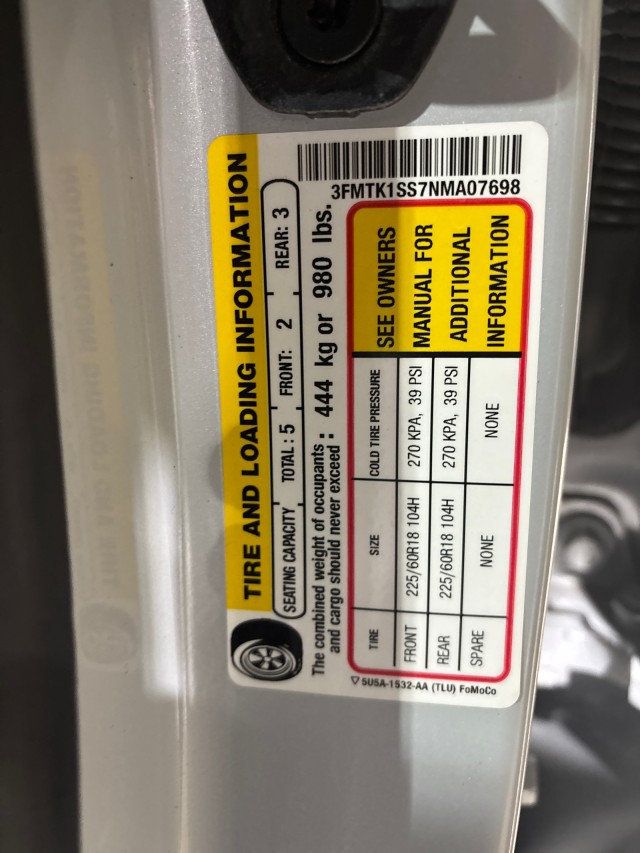 TIRE AND LOADING INFORMATION
SEATING CAPACITY TOTAL: 5 FRONT: 2 REAR: 3
The combined weight of occupants and cargo should never exceed : 444 kg or 980 lbs.
3FMTK1SS7NMA07698
TIRE SIZE COLD TIRE PRESSURE
FRONT 225/60R18 104H 270 KPA, 39 PSI
REAR 225/60R18 104H 270 KPA, 39 PSI
SPARE NONE NONE
SEE OWNERS
MANUAL FOR
ADDITIONAL
INFORMATION
5U5A-1532-AA (TLU) FoMoCo